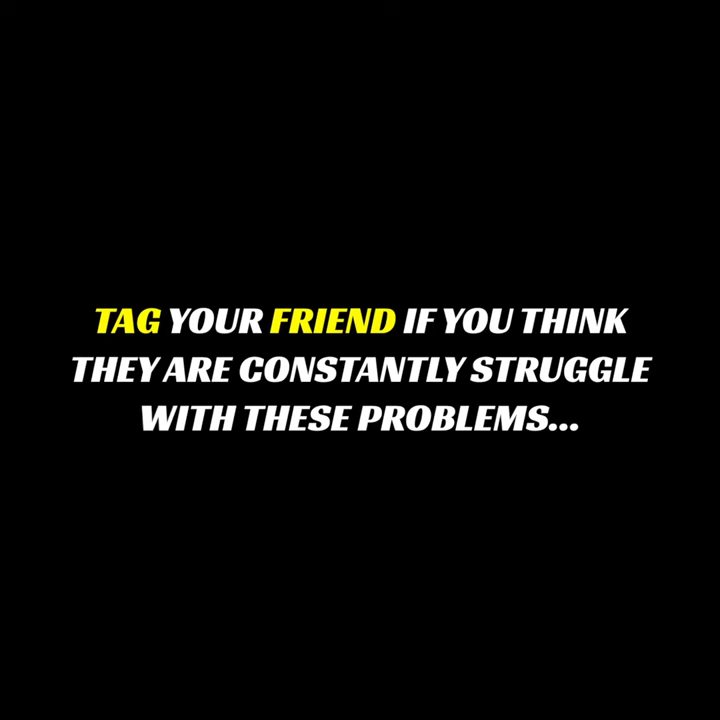 TAG YOUR FRIEND IF YOU THINK
THEY ARE CONSTANTLY STRUGGLE
WITH THESE PROBLEMS...